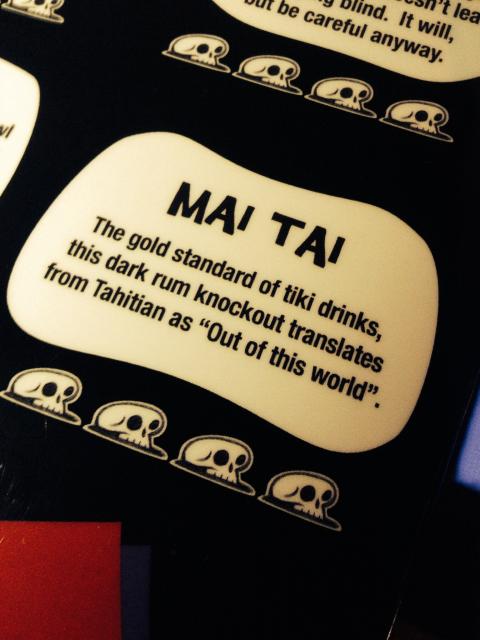 blind. It will,
but be careful anyway.
MAI TAI
The gold standard of tiki drinks,
this dark rum knockout translates
from Tahitian as “Out of this world”.